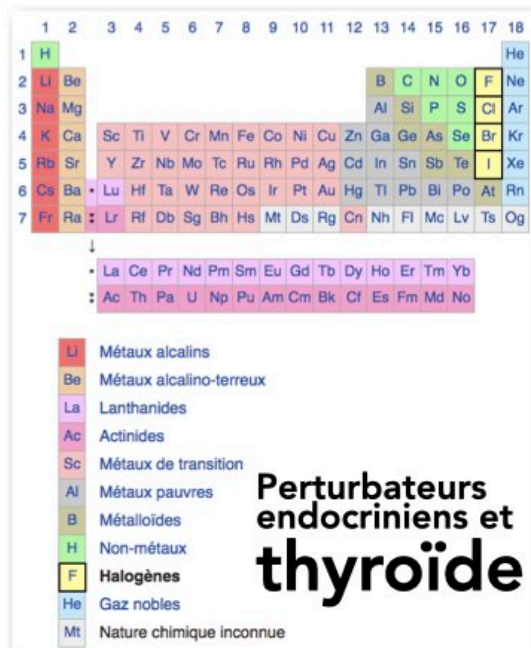 1 2 3 4 5 6 7 8 9 10 11 12 13 14 15 16 17 18
1 H He
2 Li Be B C N O F Ne
3 Na Mg Al Si P S Cl Ar
4 K Ca Sc Ti V Cr Mn Fe Co Ni Cu Zn Ga Ge As Se Br Kr
5 Rb Sr Y Zr Nb Mo Tc Ru Rh Pd Ag Cd In Sn Sb Te I Xe
6 Cs Ba * Lu Hf Ta W Re Os Ir Pt Au Hg Tl Pb Bi Po At Rn
7 Fr Ra ** Lr Rf Db Sg Bh Hs Mt Ds Rg Cn Nh Fl Mc Lv Ts Og
↓
* La Ce Pr Nd Pm Sm Eu Gd Tb Dy Ho Er Tm Yb
** Ac Th Pa U Np Pu Am Cm Bk Cf Es Fm Md No
Li Métaux alcalins
Be Métaux alcalino-terreux
La Lanthanides
Ac Actinides
Sc Métaux de transition
Al Métaux pauvres
B Métalloïdes
H Non-métaux
F Halogènes
He Gaz nobles
Mt Nature chimique inconnue
Perturbateurs
endocriniens et
thyroïde